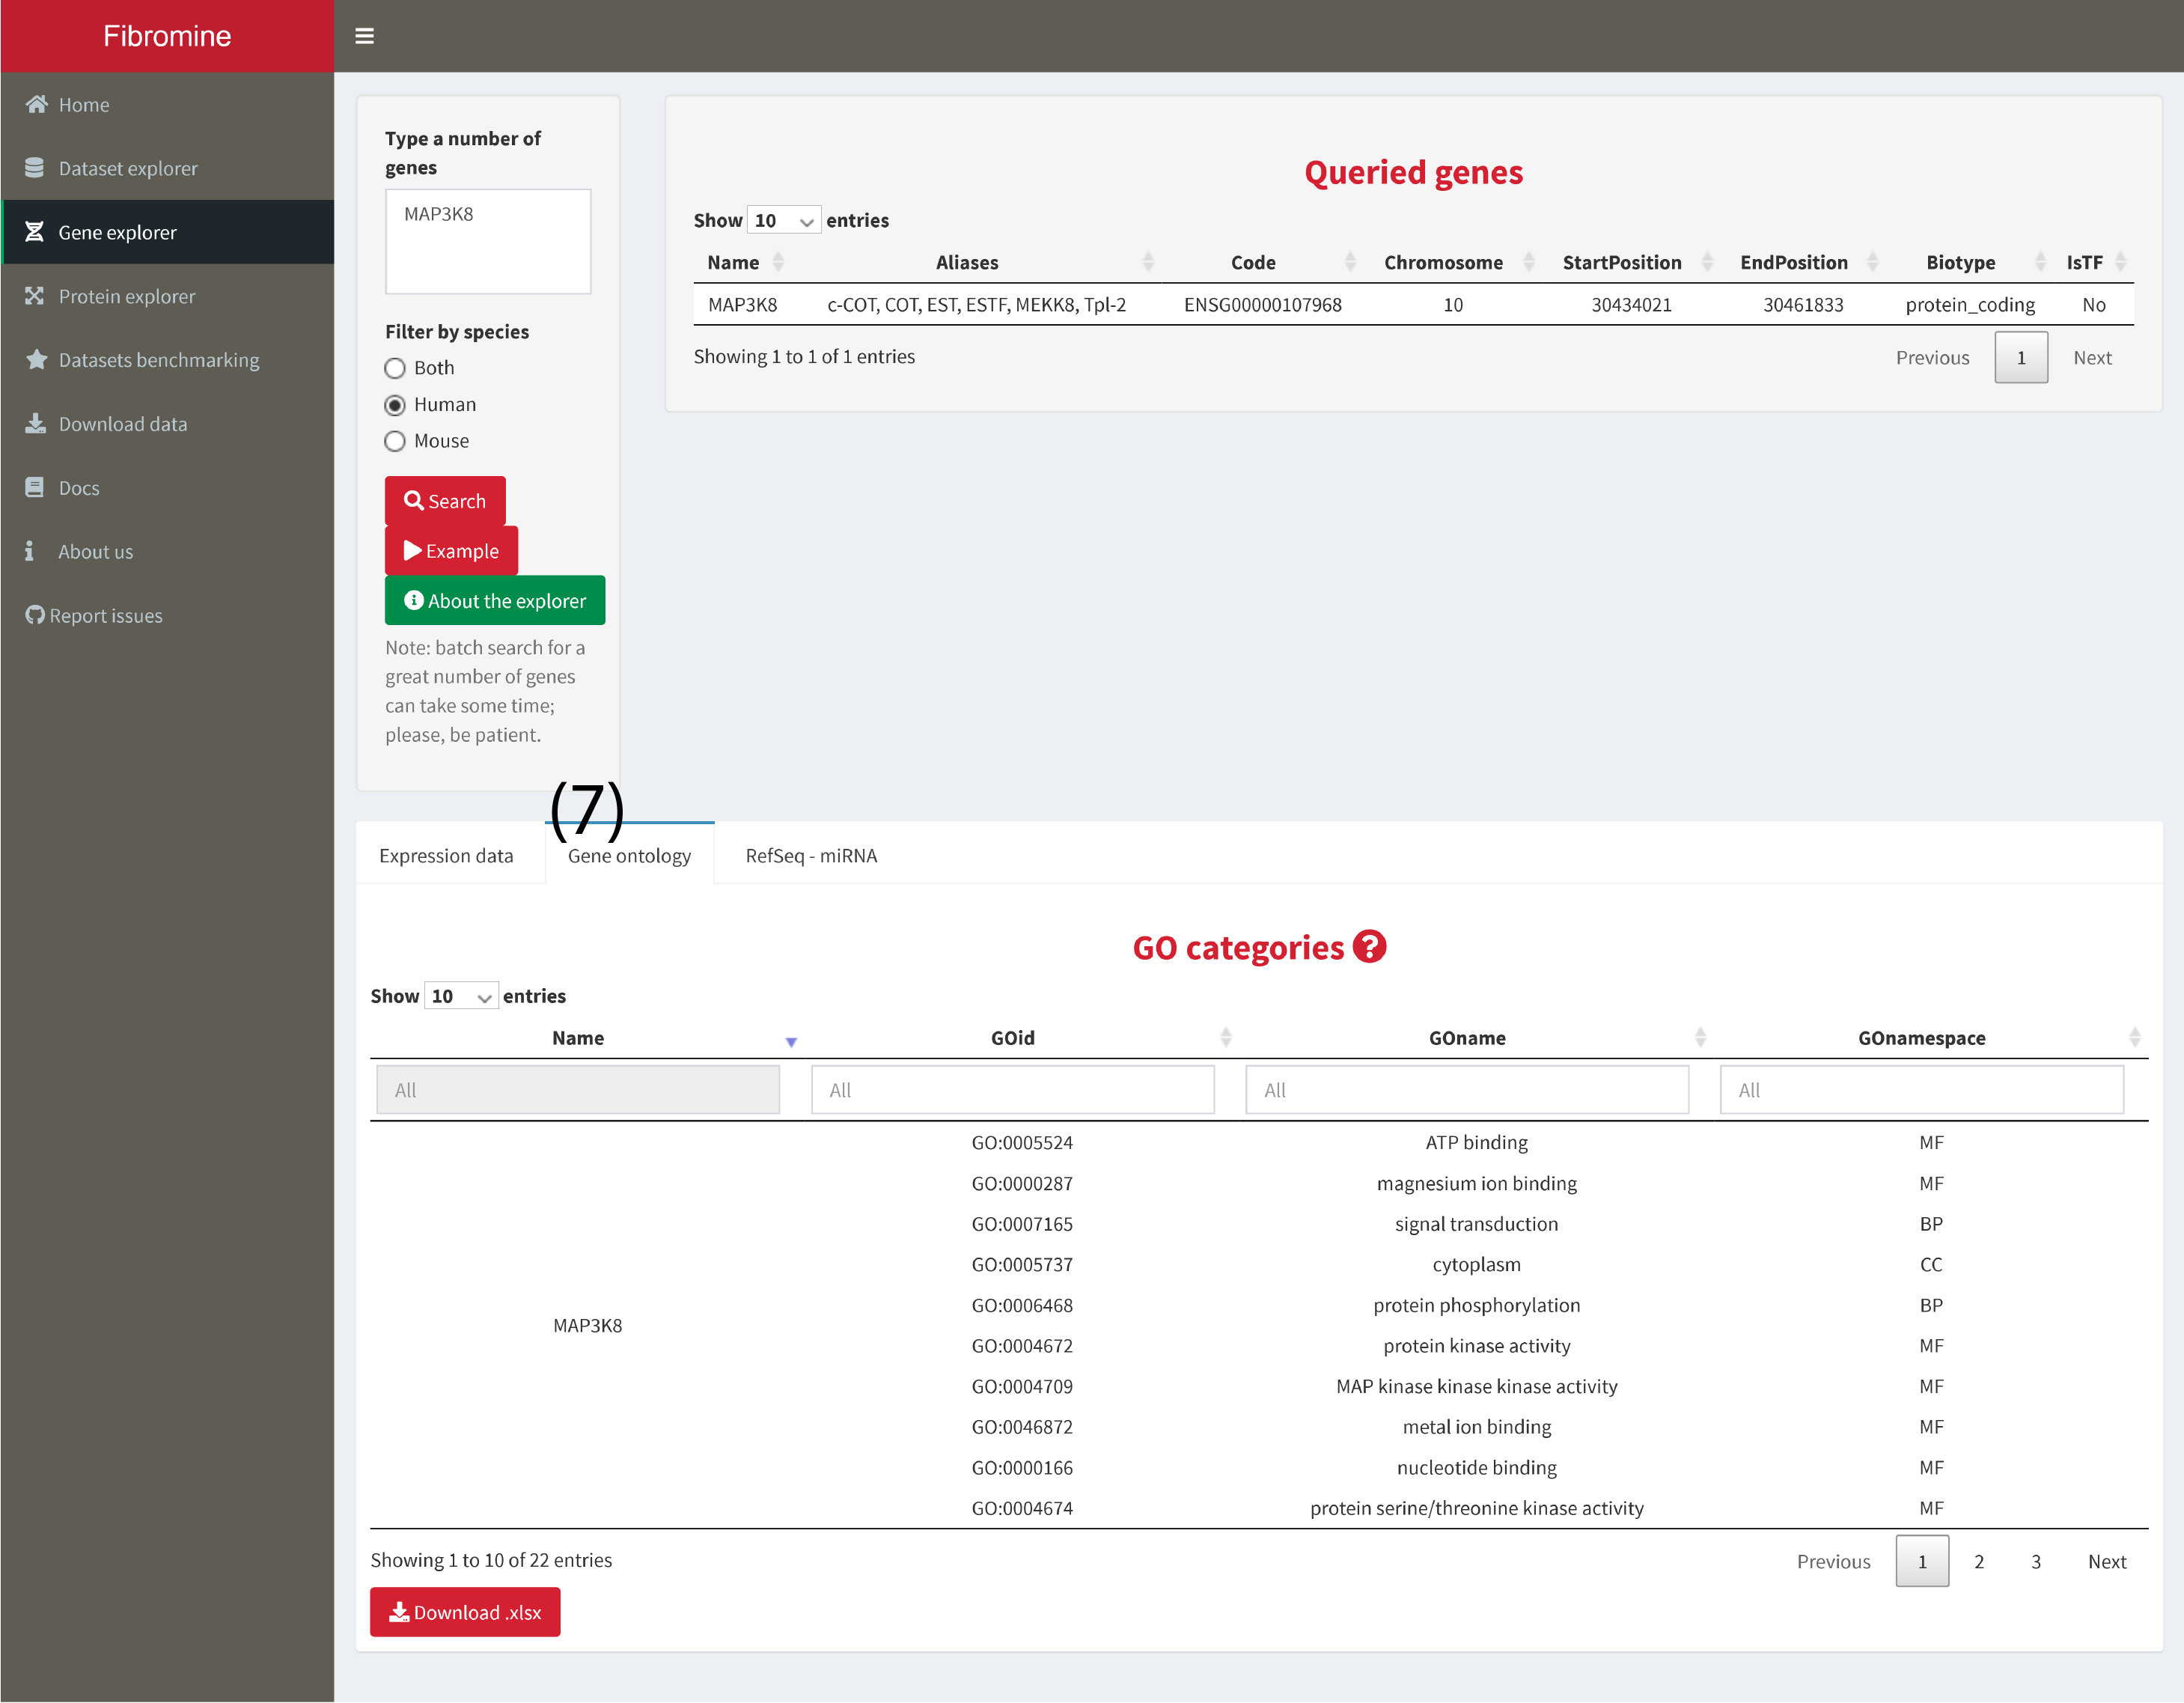 Fibromine
Home
Dataset explorer
Gene explorer
Protein explorer
Datasets benchmarking
Download data
Docs
About us
Report issues
Type a number of
genes
MAP3K8
Filter by species
Both
Human
Mouse
Search
Example
About the explorer
Note: batch search for a
great number of genes
can take some time;
please, be patient.
Queried genes
Show 10 entries
Name Aliases Code Chromosome StartPosition EndPosition Biotype IsTF
MAP3K8 c-COT, COT, EST, ESTF, MEKK8, Tpl-2 ENSG00000107968 10 30434021 30461833 protein_coding No
Showing 1 to 1 of 1 entries
Previous 1 Next
(7)
Expression data Gene ontology RefSeq - miRNA
GO categories ?
Show 10 entries
Name GOid GOname GOnamespace
All All All All
GO:0005524 ATP binding MF
GO:0000287 magnesium ion binding MF
GO:0007165 signal transduction BP
GO:0005737 cytoplasm CC
GO:0006468 protein phosphorylation BP
MAP3K8
GO:0004672 protein kinase activity MF
GO:0004709 MAP kinase kinase kinase activity MF
GO:0046872 metal ion binding MF
GO:0000166 nucleotide binding MF
GO:0004674 protein serine/threonine kinase activity MF
Showing 1 to 10 of 22 entries
Previous 1 2 3 Next
Download .xlsx